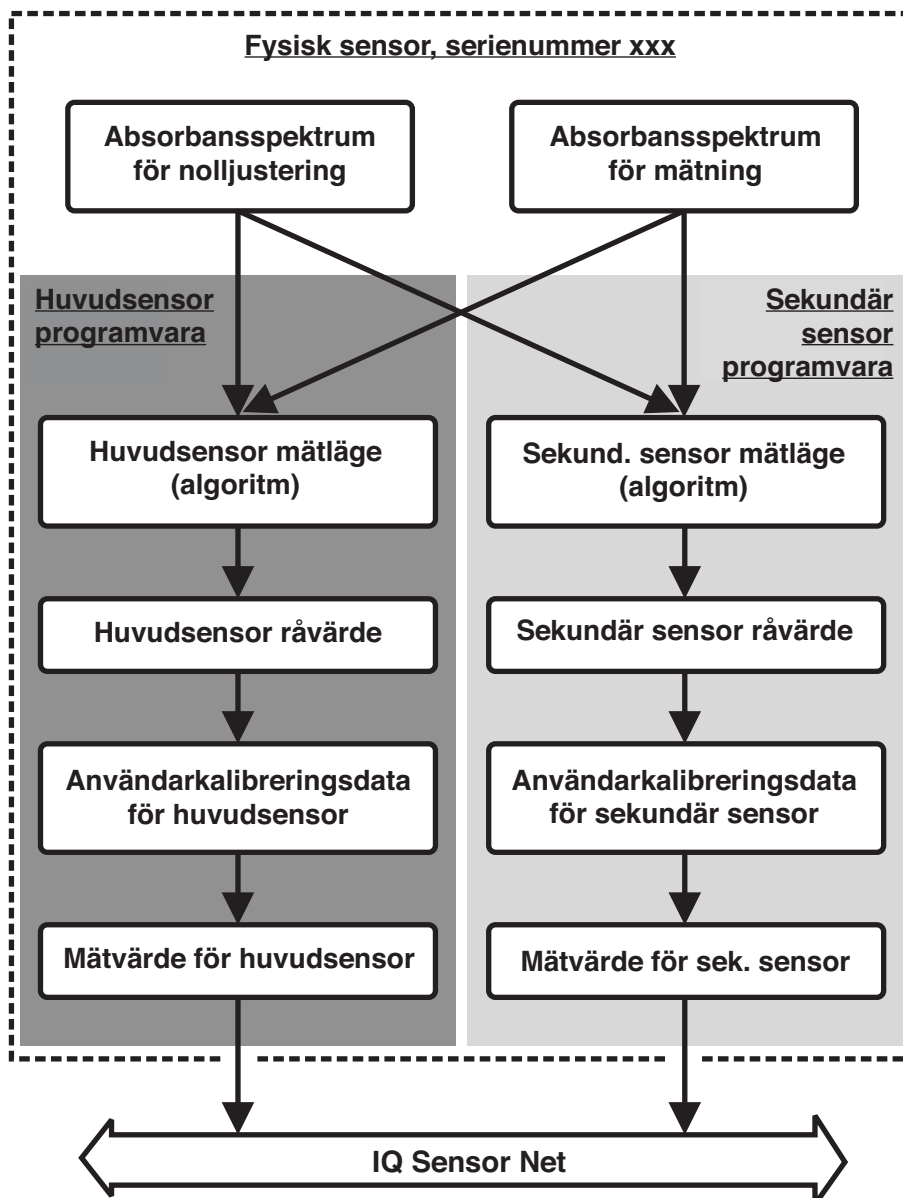 Fysisk sensor, serienummer xxx
Absorbansspektrum
för nolljustering
Absorbansspektrum
för mätning
Huvudsensor
programvara
Sekundär
sensor
programvara
Huvudsensor mätläge
(algoritm)
Sekund. sensor mätläge
(algoritm)
Huvudsensor råvärde
Sekundär sensor råvärde
Användarkalibreringsdata
för huvudsensor
Användarkalibreringsdata
för sekundär sensor
Mätvärde för huvudsensor
Mätvärde för sek. sensor
IQ Sensor Net